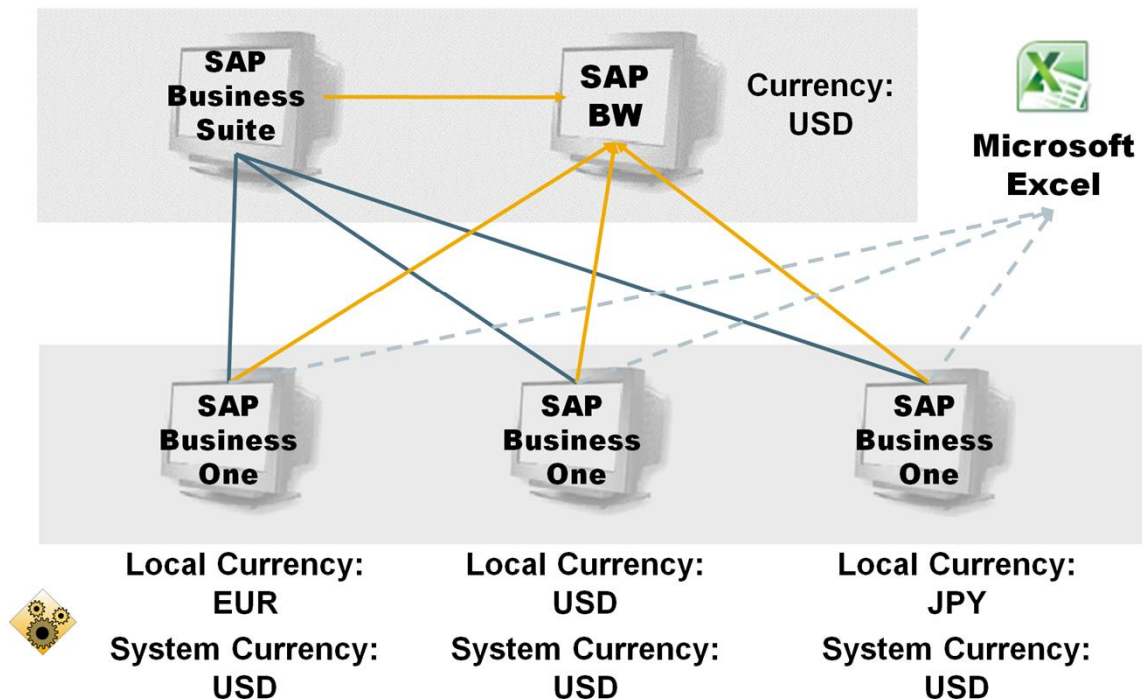 SAP
Business
Suite
SAP
BW
Currency:
USD
Microsoft
Excel
SAP
Business
One
SAP
Business
One
SAP
Business
One
Local Currency:
EUR
System Currency:
USD
Local Currency:
USD
System Currency:
USD
Local Currency:
JPY
System Currency:
USD